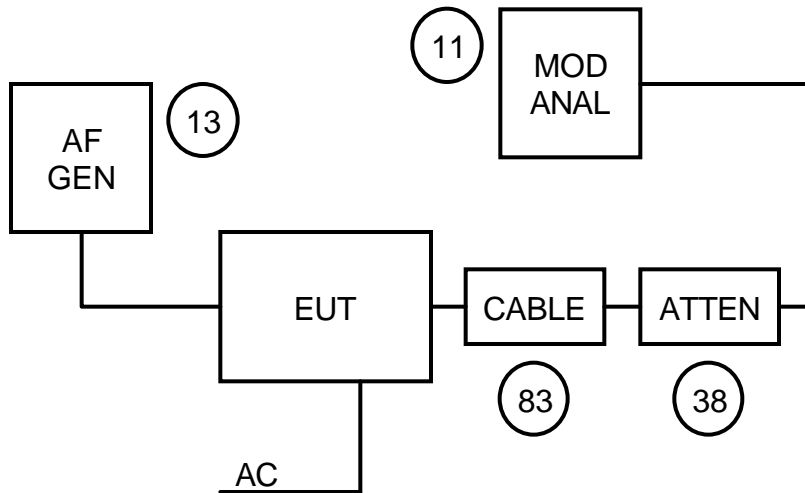 11
MOD
ANAL
13
AF
GEN
EUT
CABLE
ATTEN
83
38
AC